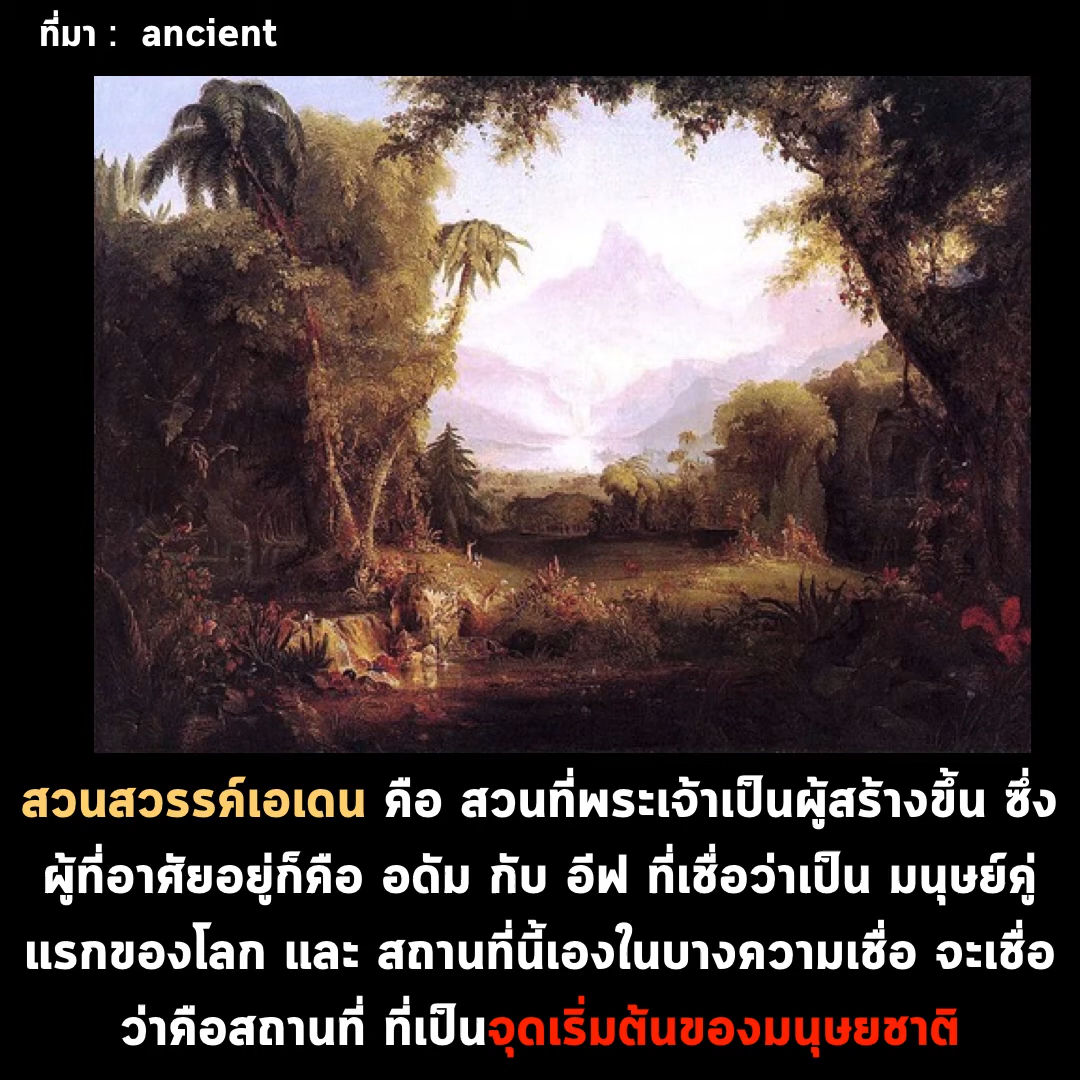 ที่มา : ancient
สวนสวรรค์เอเดน คือ สวนที่พระเจ้าเป็นผู้สร้างขึ้น ซึ่ง
ผู้ที่อาศัยอยู่ก็คือ อดัม กับ อีฟ ที่เชื่อว่าเป็น มนุษย์คู่
แรกของโลก และ สถานที่นี้เองในบางความเชื่อ จะเชื่อ
ว่าคือสถานที่ ที่เป็นจุดเริ่มต้นของมนุษยชาติ